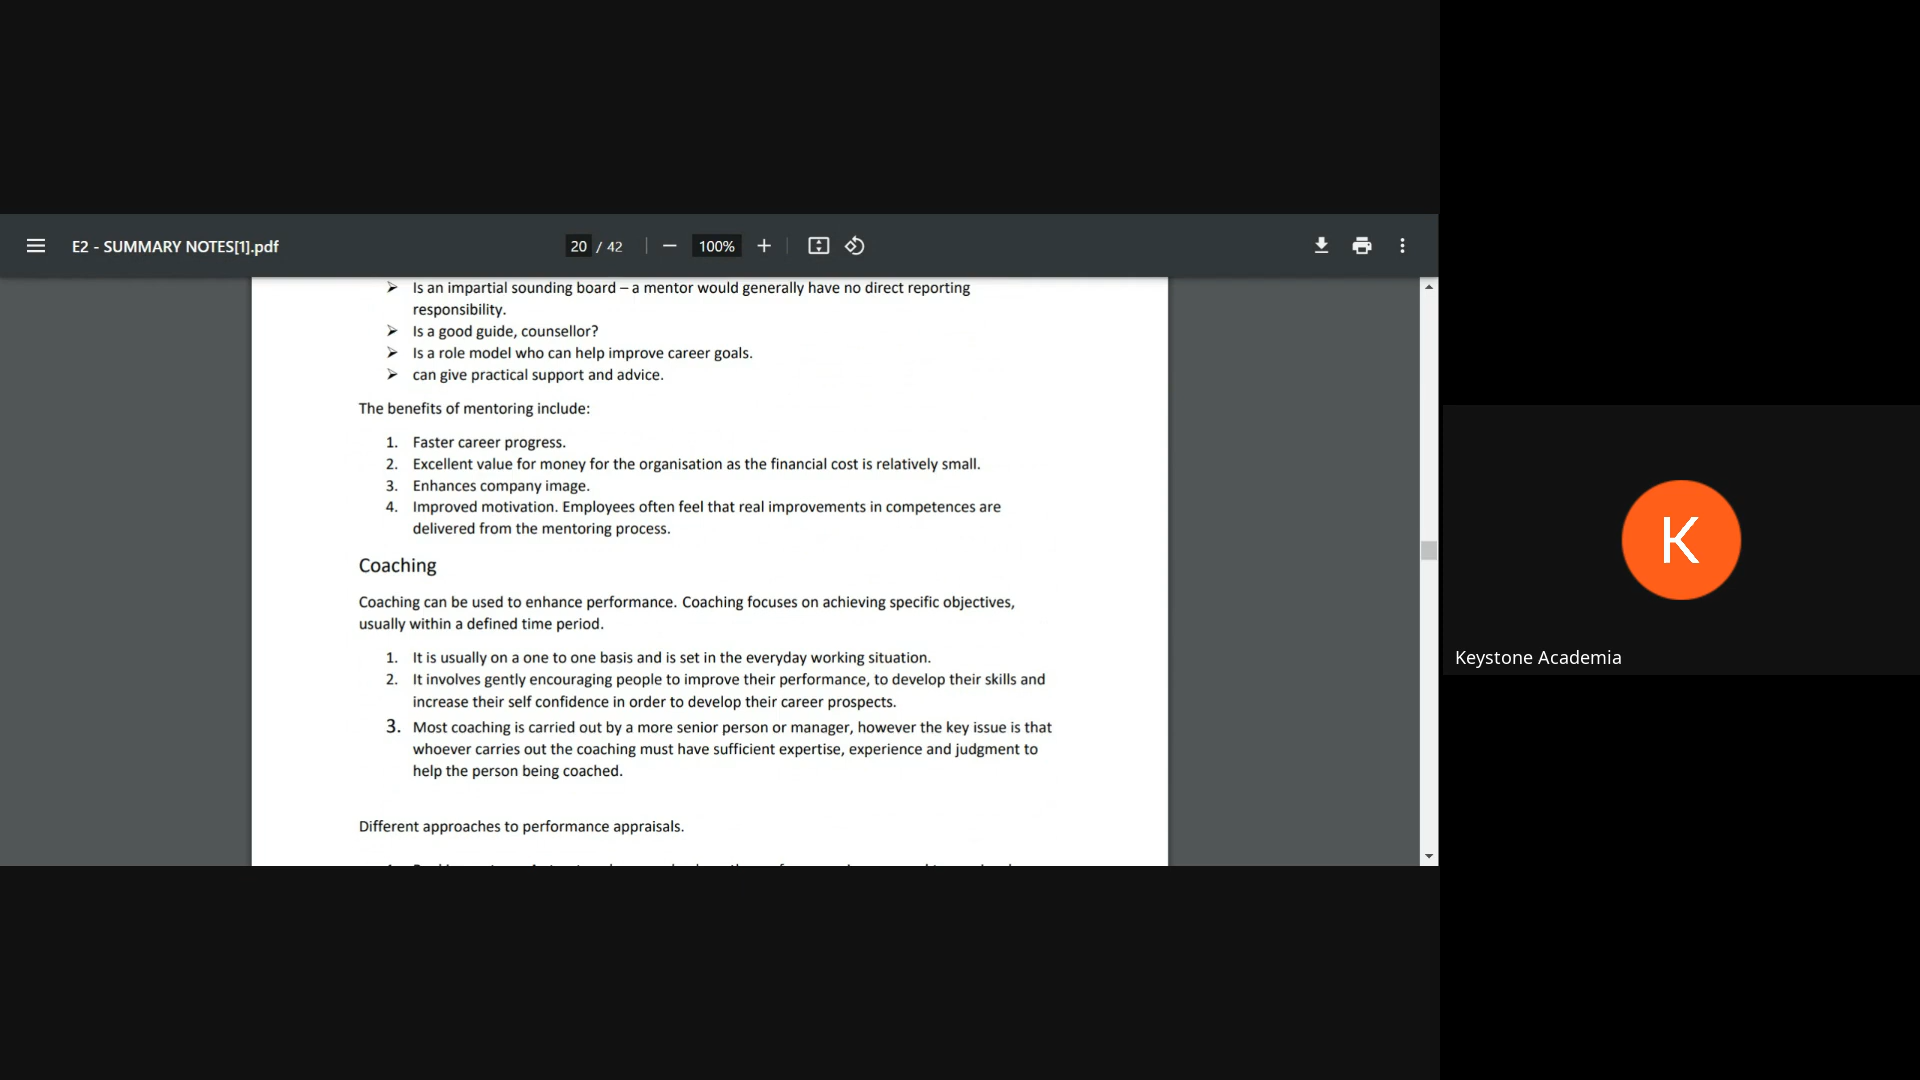 E2 - SUMMARY NOTES[1].pdf
20 / 42
100%
➢ Is an impartial sounding board – a mentor would generally have no direct reporting
responsibility.
➢ Is a good guide, counsellor?
➢ Is a role model who can help improve career goals.
➢ can give practical support and advice.
The benefits of mentoring include:
1. Faster career progress.
2. Excellent value for money for the organisation as the financial cost is relatively small.
3. Enhances company image.
4. Improved motivation. Employees often feel that real improvements in competences are
delivered from the mentoring process.
Coaching
Coaching can be used to enhance performance. Coaching focuses on achieving specific objectives,
usually within a defined time period.
1. It is usually on a one to one basis and is set in the everyday working situation.
2. It involves gently encouraging people to improve their performance, to develop their skills and
increase their self confidence in order to develop their career prospects.
3. Most coaching is carried out by a more senior person or manager, however the key issue is that
whoever carries out the coaching must have sufficient expertise, experience and judgment to
help the person being coached.
Different approaches to performance appraisals.
K
Keystone Academia